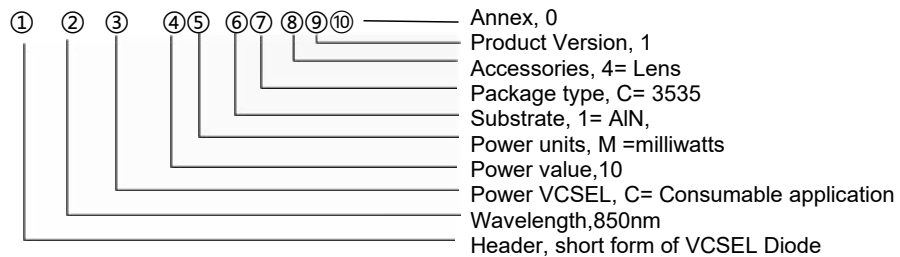 ① ② ③ ④⑤ ⑥⑦ ⑧⑨⑩ Annex, 0
Product Version, 1
Accessories, 4= Lens
Package type, C= 3535
Substrate, 1= AlN,
Power units, M =milliwatts
Power value,10
Power VCSEL, C= Consumable application
Wavelength,850nm
Header, short form of VCSEL Diode